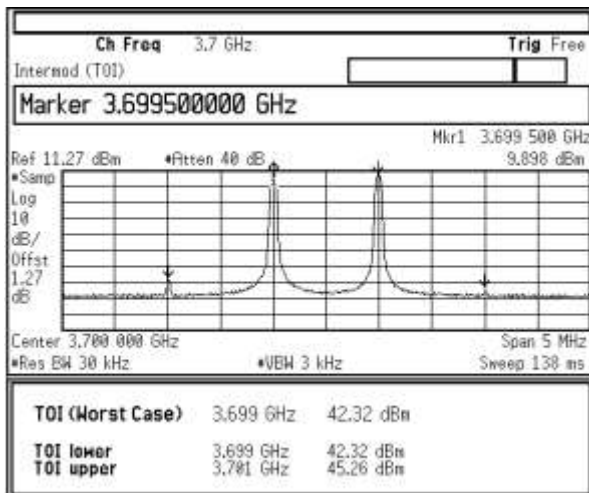 Ch Freq 3.7 GHz Trig Free
Intermod (TOI)
Marker 3.699500000 GHz
Mkr1 3.699 500 GHz
Ref 11.27 dBm #Atten 40 dB 9.898 dBm
#Samp
Log
10
dB/
Offst
1.27
dB
1
Center 3.700 000 GHz Span 5 MHz
#Res BW 30 kHz #VBW 3 kHz Sweep 138 ms
TOI (Worst Case) 3.699 GHz 42.32 dBm
TOI lower 3.699 GHz 42.32 dBm
TOI upper 3.701 GHz 45.26 dBm